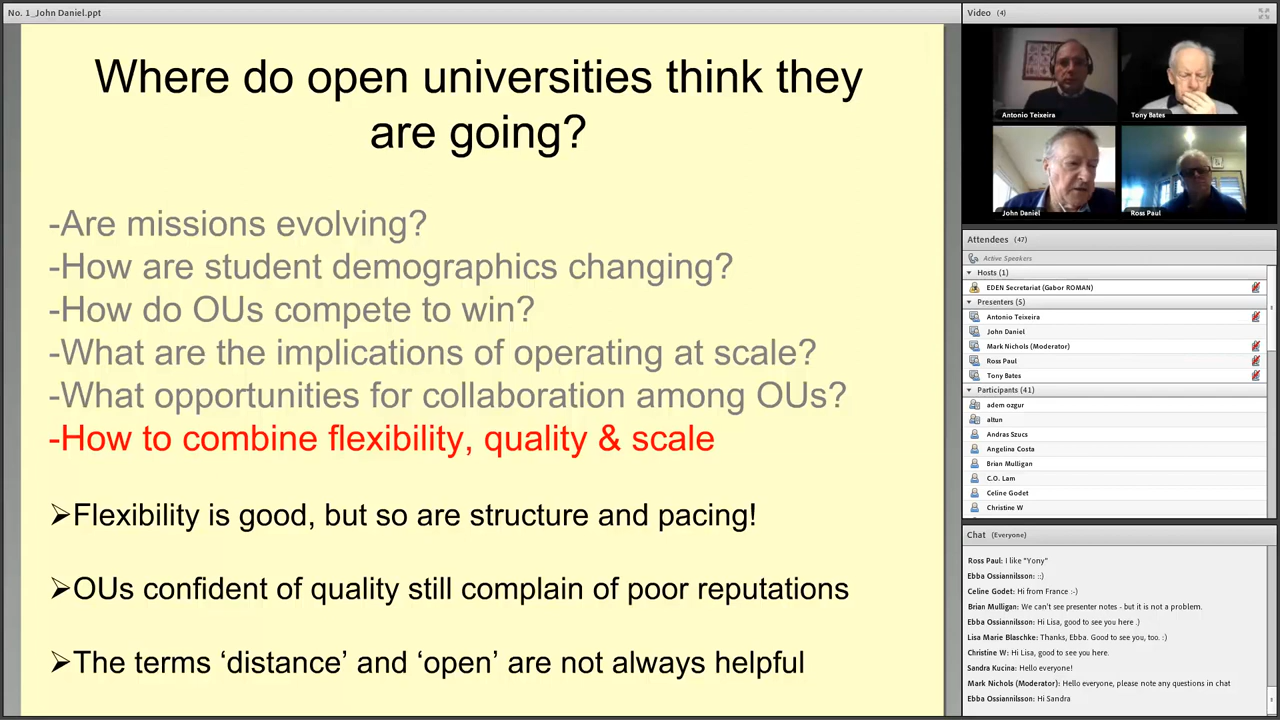 No. 1 _John Daniel.ppt
Where do open universities think they
are going?
-Are missions evolving?
-How are student demographics changing?
-How do OUs compete to win?
-What are the implications of operating at scale?
-What opportunities for collaboration among OUs?
-How to combine flexibility, quality & scale
➢Flexibility is good, but so are structure and pacing!
➢OUs confident of quality still complain of poor reputations
➢The terms ‘distance’ and ‘open’ are not always helpful
Video (4)
Antonio Teixeira
Tony Bates
John Daniel
Ross Paul
Attendees (47)
Active Speakers
Hosts (1)
EDEN Secretariat (Gabor ROMAN)
Presenters (5)
Antonio Teixeira
John Daniel
Mark Nichols (Moderator)
Ross Paul
Tony Bates
Participants (41)
adem ozgur
altun
Andras Szucs
Angelina Costa
Brian Mulligan
C.O. Lam
Celine Godet
Christine W
Chat (Everyone)
Ross Paul: I like "Yony"
Ebba Ossiannilsson: ::)
Celine Godet: Hi from France :-)
Brian Mulligan: We can't see presenter notes - but it is not a problem.
Ebba Ossiannilsson: Hi Lisa, good to see you here .)
Lisa Marie Blaschke: Thanks, Ebba. Good to see you, too. :)
Christine W: Hi Lisa, good to see you here.
Sandra Kucina: Hello everyone!
Mark Nichols (Moderator): Hello everyone, please note any questions in chat
Ebba Ossiannilsson: Hi Sandra